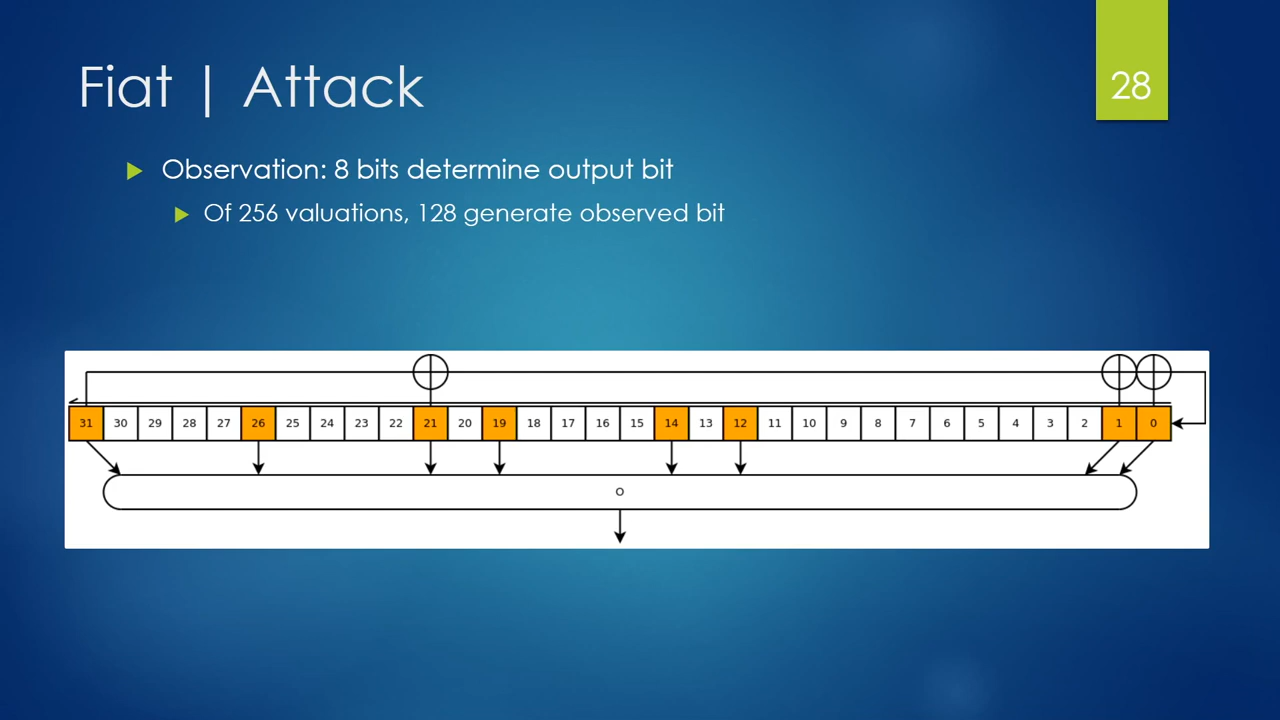 Fiat | Attack
28
Observation: 8 bits determine output bit
Of 256 valuations, 128 generate observed bit
31 30 29 28 27 26 25 24 23 22 21 20 19 18 17 16 15 14 13 12 11 10 9 8 7 6 5 4 3 2 1 0
o